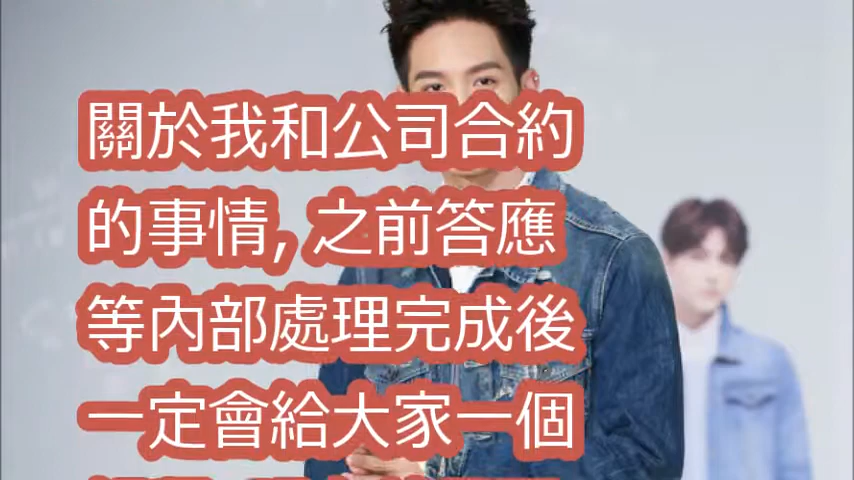 關於我和公司合約
的事情, 之前答應
等內部處理完成後
一定會給大家一個